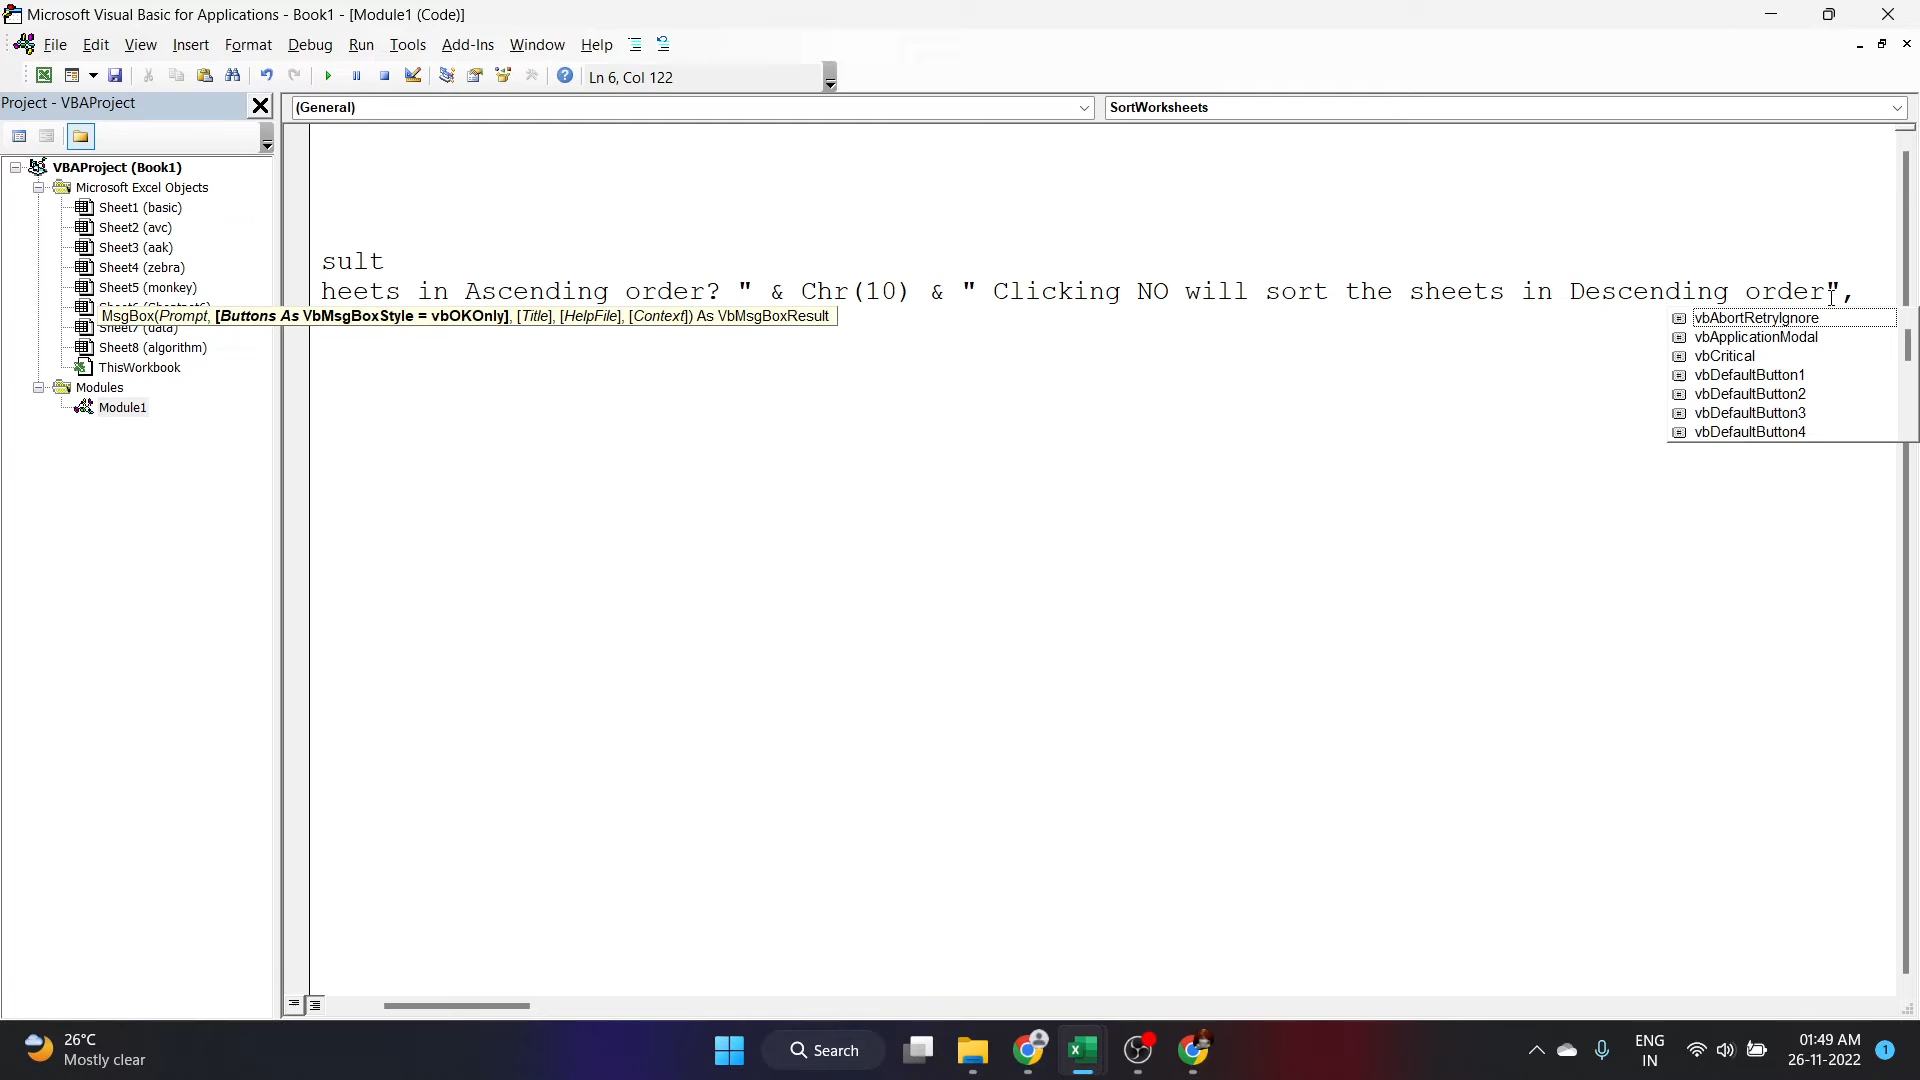 Microsoft Visual Basic for Applications - Book1 - [Module1 (Code)]
File Edit View Insert Format Debug Run Tools Add-Ins Window Help
Ln 6, Col 122
Project - VBAProject
(General)
SortWorksheets
VBAProject (Book1)
Microsoft Excel Objects
Sheet1 (basic)
Sheet2 (avc)
Sheet3 (aak)
Sheet4 (zebra)
Sheet5 (monkey)
Sheet7 (data)
Sheet8 (algorithm)
ThisWorkbook
Modules
Module1
sult
heets in Ascending order? " & Chr(10) & " Clicking NO will sort the sheets in Descending order",
MsgBox(Prompt, [Buttons As VbMsgBoxStyle = vbOKOnly], [Title], [HelpFile], [Context]) As VbMsgBoxResult
vbAbortRetryIgnore
vbApplicationModal
vbCritical
vbDefaultButton1
vbDefaultButton2
vbDefaultButton3
vbDefaultButton4
26°C
Mostly clear
Search
ENG
IN
01:49 AM
26-11-2022
1